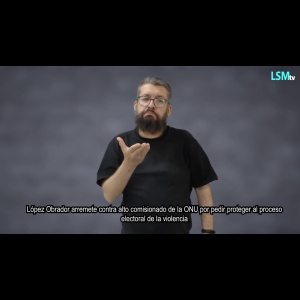 LSMtv
López Obrador arremete contra alto comisionado de la ONU por pedir proteger al proceso
electoral de la violencia